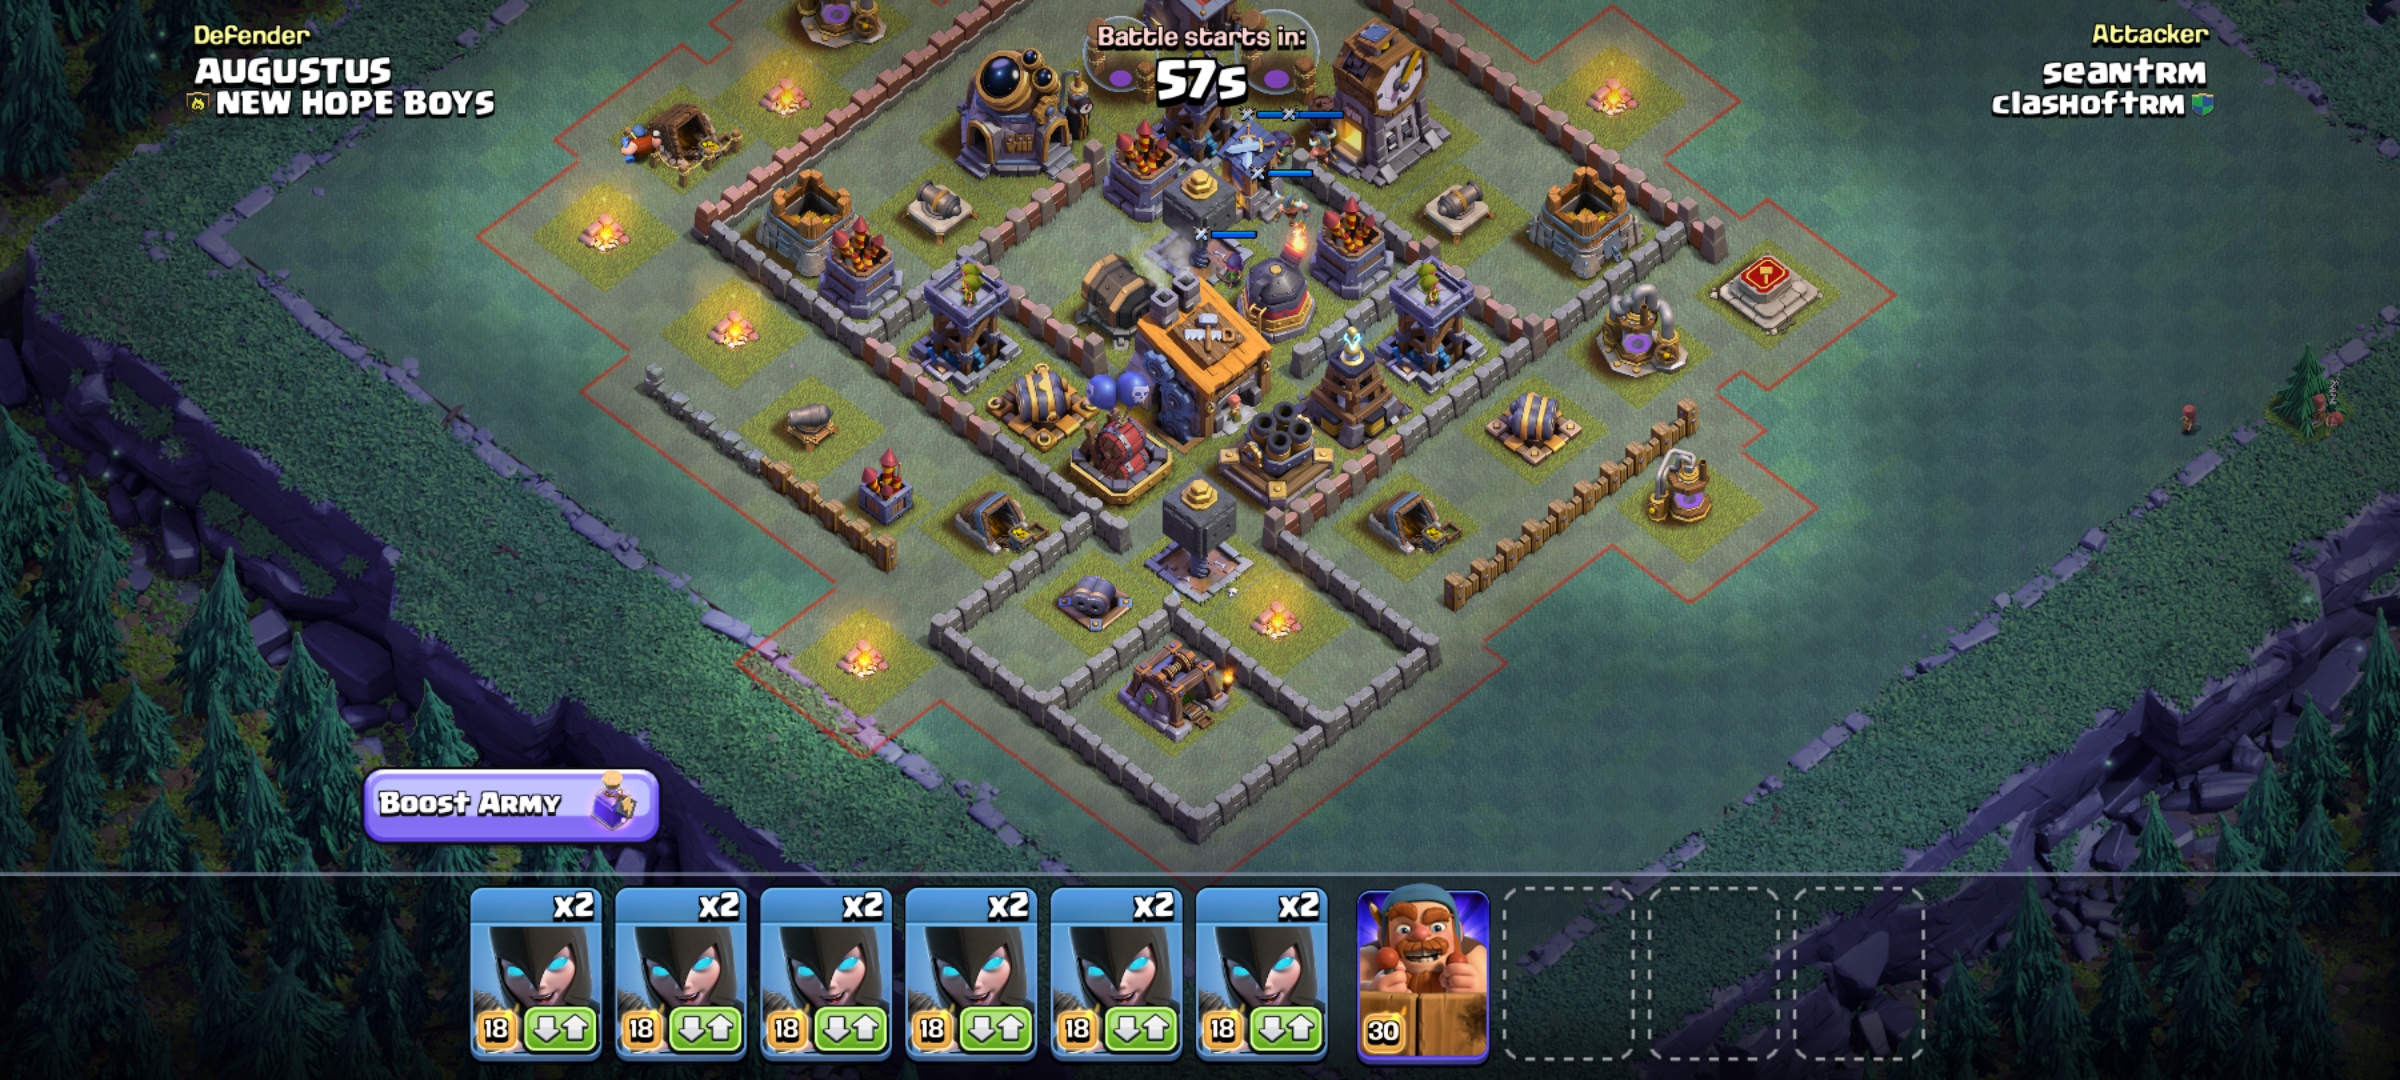 Defender
AUGUSTUS
NEW HOPE BOYS
Battle starts in:
57s
Attacker
seantRM
clashoftRM
VIII
Boost Army
x2
x2
x2
x2
x2
x2
18
18
18
18
18
18
30